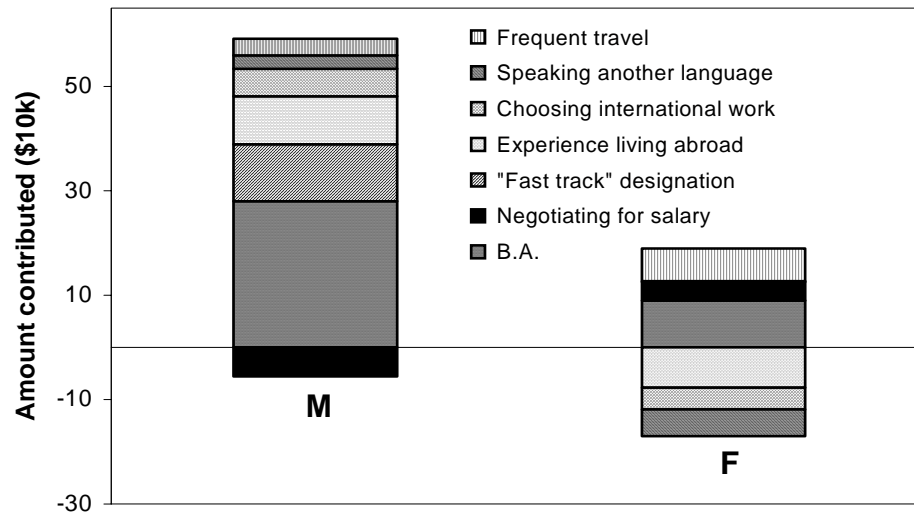 Amount contributed ($10k)
50
30
10
-10
-30
Frequent travel
Speaking another language
Choosing international work
Experience living abroad
"Fast track" designation
Negotiating for salary
B.A.
M
F